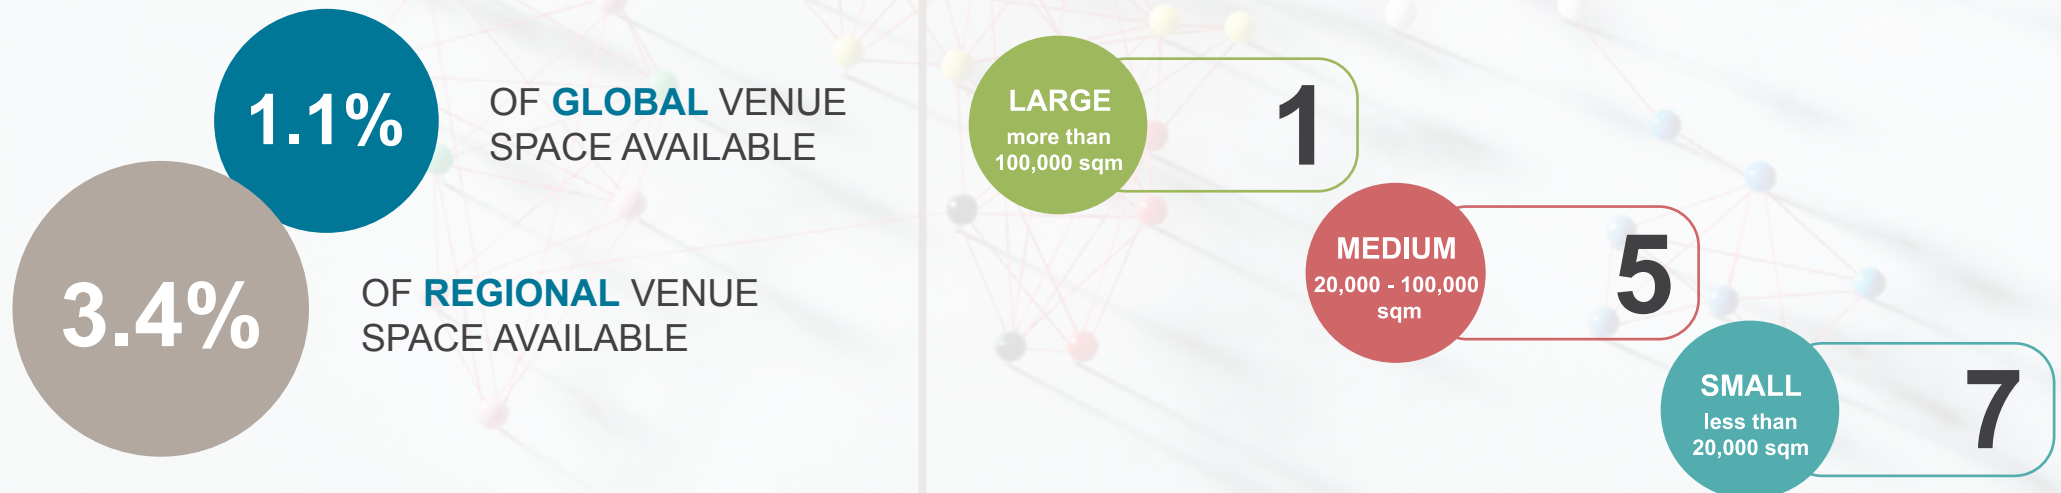 1.1%
OF GLOBAL VENUE
SPACE AVAILABLE
3.4%
OF REGIONAL VENUE
SPACE AVAILABLE
LARGE
more than
100,000 sqm
1
MEDIUM
20,000 - 100,000
sqm
5
SMALL
less than
20,000 sqm
7